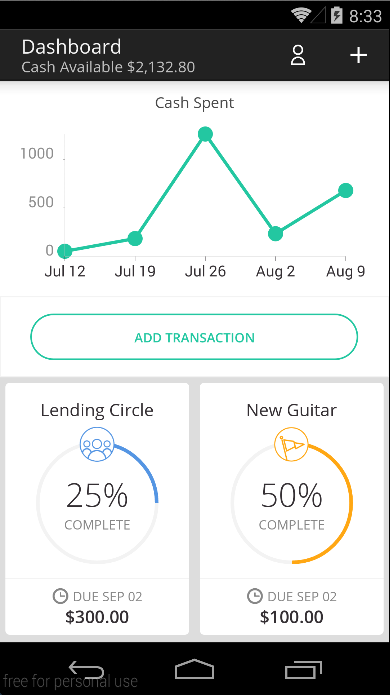 8:33
Dashboard
Cash Available $2,132.80
Cash Spent
1000
500
0
Jul 12 Jul 19 Jul 26 Aug 2 Aug 9
ADD TRANSACTION
Lending Circle
25%
COMPLETE
DUE SEP 02
$300.00
New Guitar
50%
COMPLETE
DUE SEP 02
$100.00
free for personal use